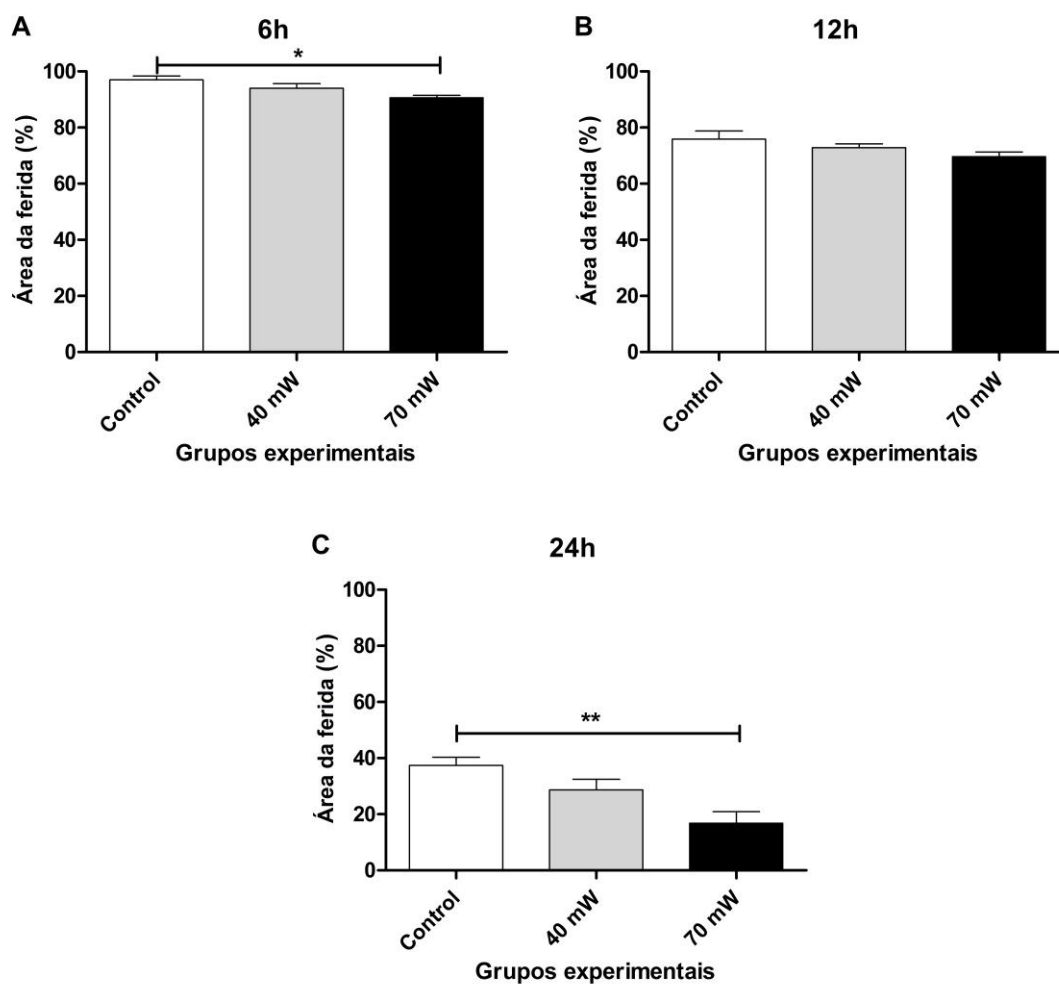 A
6h
*
Área da ferida (%)
100
80
60
40
20
0
Control
40 mW
70 mW
Grupos experimentais
B
12h
Área da ferida (%)
100
80
60
40
20
0
Control
40 mW
70 mW
Grupos experimentais
C
24h
**
Área da ferida (%)
100
80
60
40
20
0
Control
40 mW
70 mW
Grupos experimentais